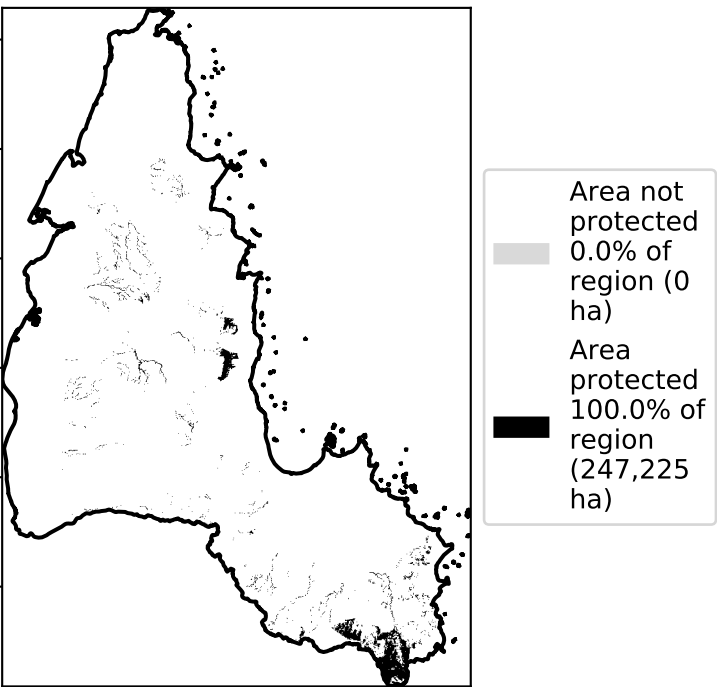 Area not
protected
0.0% of
region (0
ha)
Area
protected
100.0% of
region
(247,225
ha)